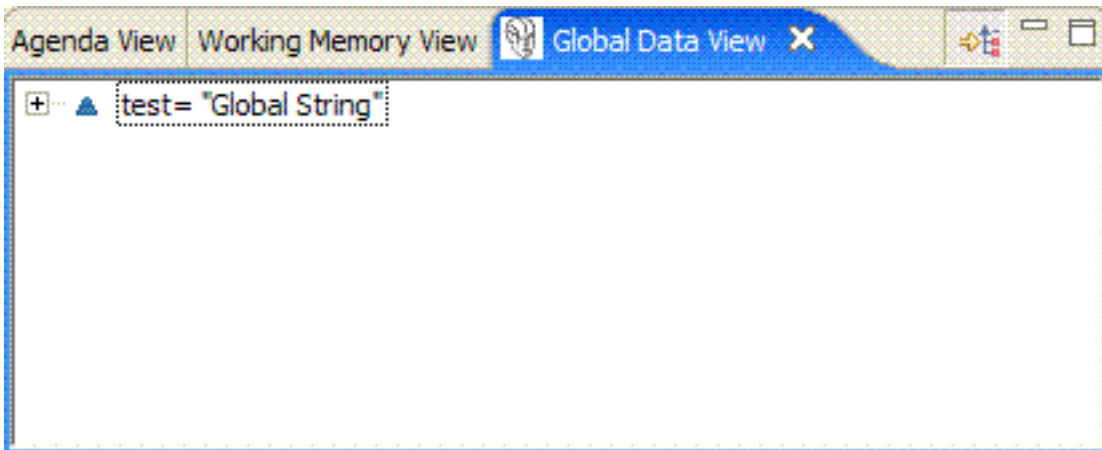 Agenda View Working Memory View Global Data View
test= "Global String"